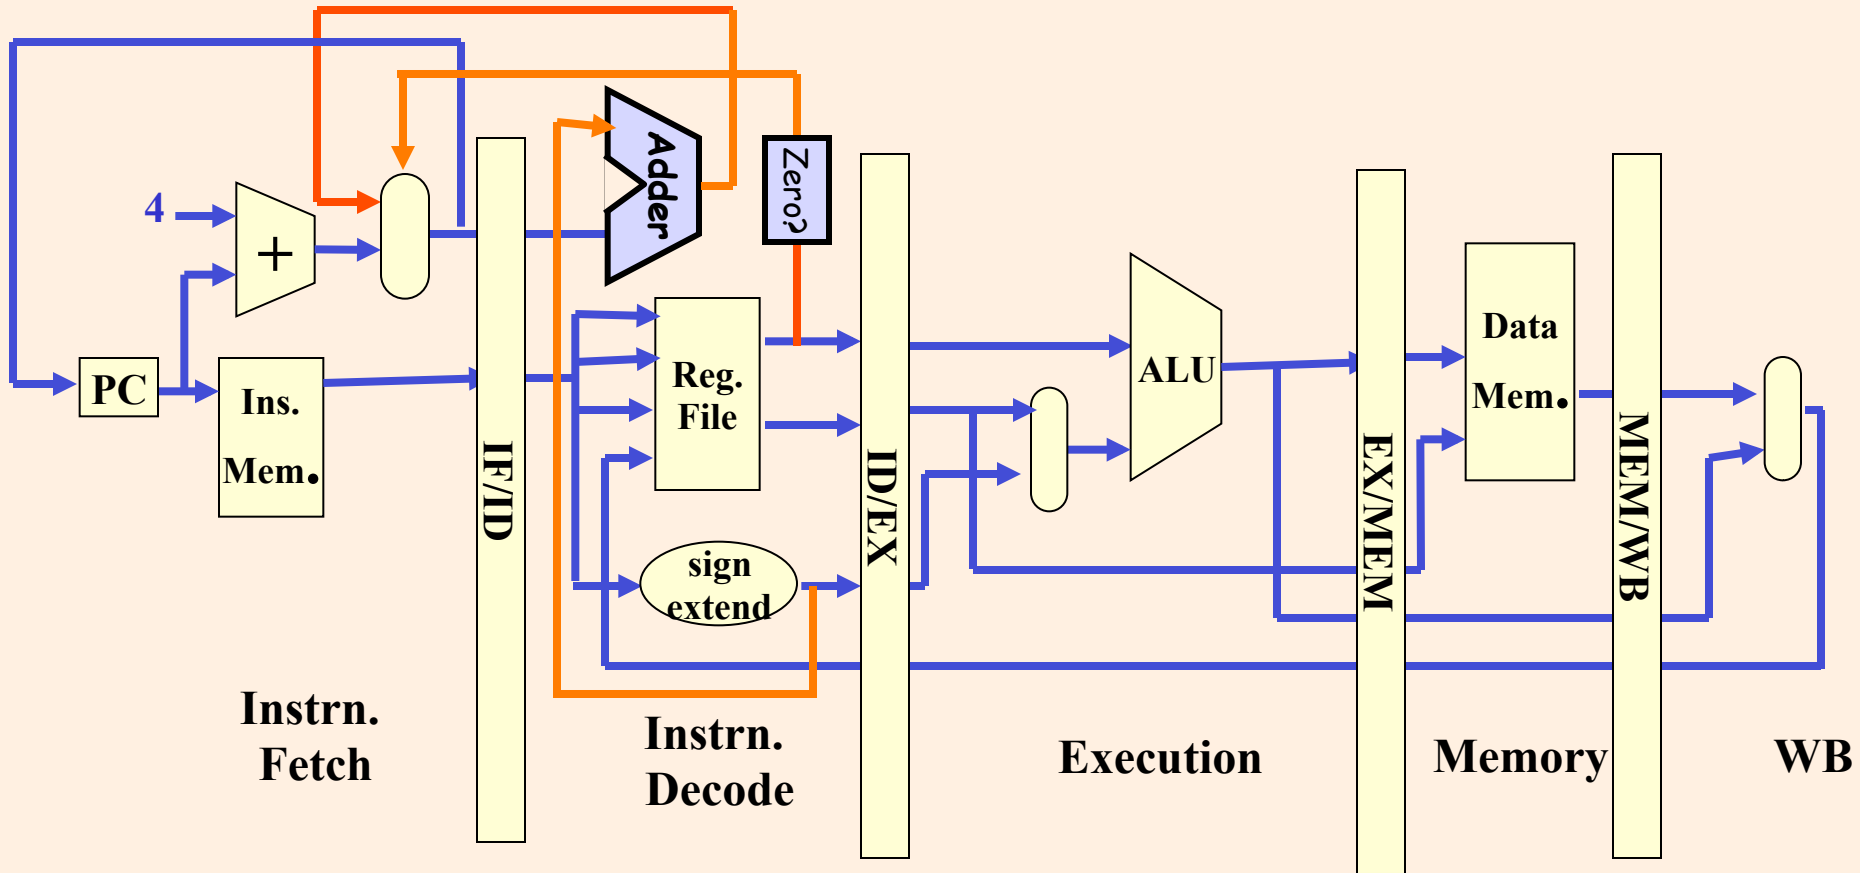 4
+
PC
Ins.
Mem.
IF/ID
Adder
Zero?
Reg.
File
sign
extend
ID/EX
ALU
EX/MEM
Data
Mem.
MEM/WB
Instrn.
Fetch
Instrn.
Decode
Execution
Memory
WB